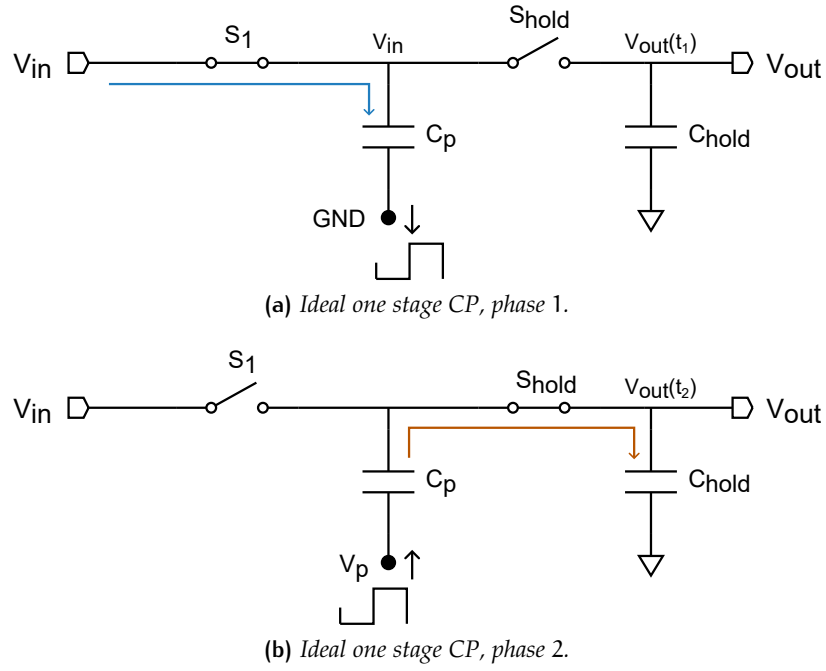 S1
Vin
Shold
Vout(t1)
Vin
Vout
Cp
Chold
GND
(a) Ideal one stage CP, phase 1.
S1
Shold
Vout(t2)
Vin
Vout
Cp
Chold
Vp
(b) Ideal one stage CP, phase 2.